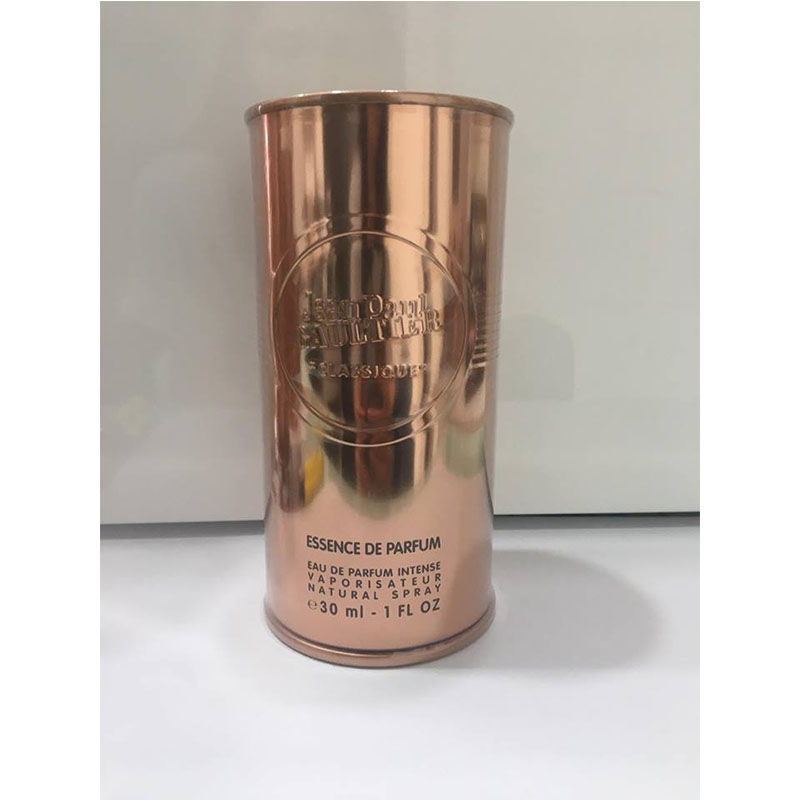 Jean Paul
GAULTIER
"CLASSIQUE"
ESSENCE DE PARFUM
EAU DE PARFUM INTENSE
VAPORISATEUR
NATURAL SPRAY
℮30 ml - 1 FL OZ